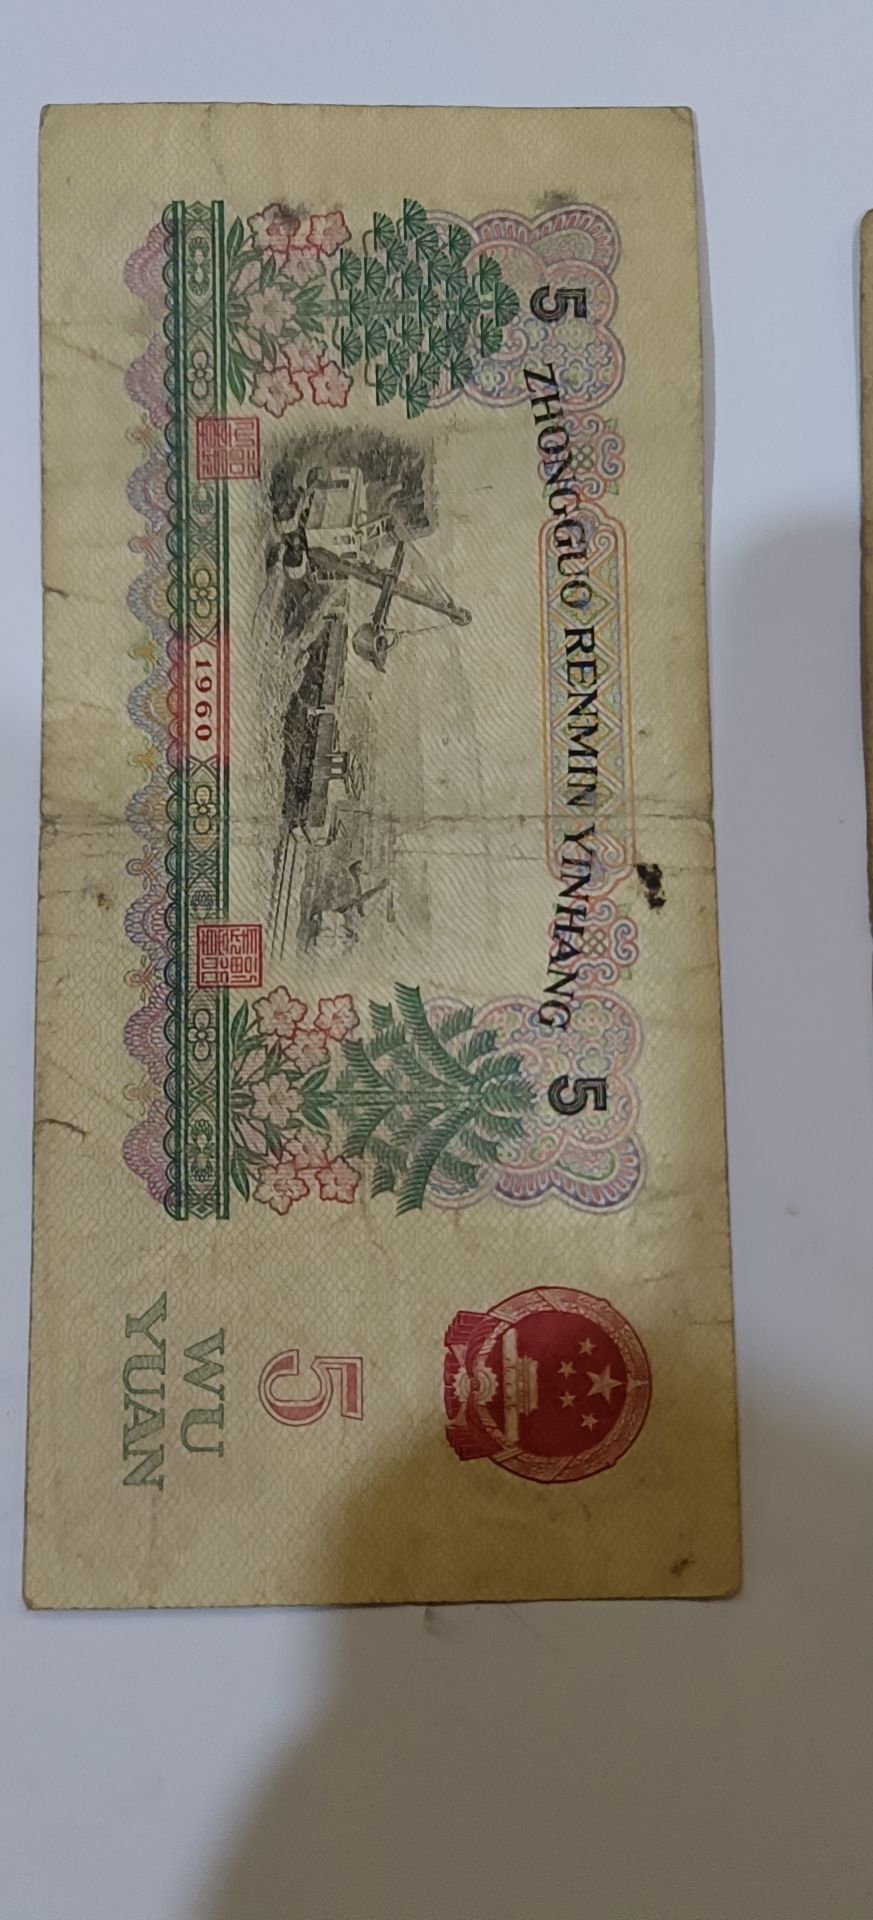 5 ZHONGGUO RENMIN YINHANG 5
1960
5
WU
YUAN